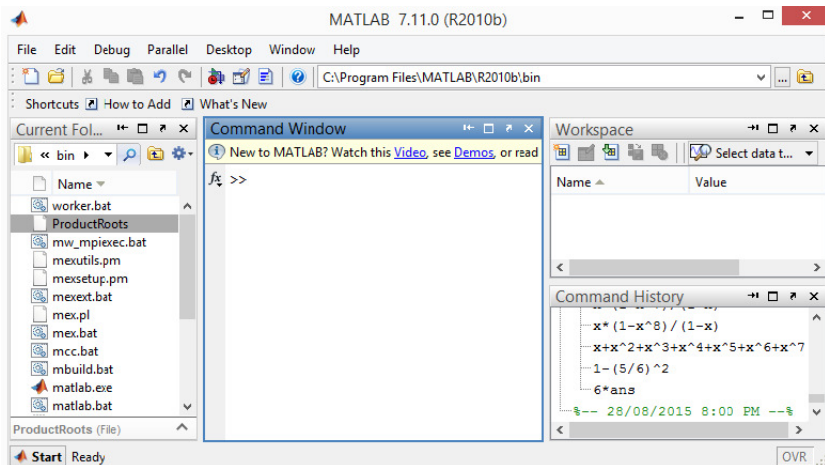 MATLAB 7.11.0 (R2010b)
File Edit Debug Parallel Desktop Window Help
C:\Program Files\MATLAB\R2010b\bin
Shortcuts How to Add What's New
Current Fol...
« bin
Name
worker.bat
ProductRoots
mw_mpiexec.bat
mexutils.pm
mexsetup.pm
mexext.bat
mex.pl
mex.bat
mcc.bat
mbuild.bat
matlab.exe
matlab.bat
ProductRoots (File)
Command Window
New to MATLAB? Watch this Video, see Demos, or read
fx >>
Workspace
Select data t...
Name Value
Command History
x*(1-x^8)/(1-x)
x+x^2+x^3+x^4+x^5+x^6+x^7
1-(5/6)^2
6*ans
%-- 28/08/2015 8:00 PM --%
Start Ready
OVR